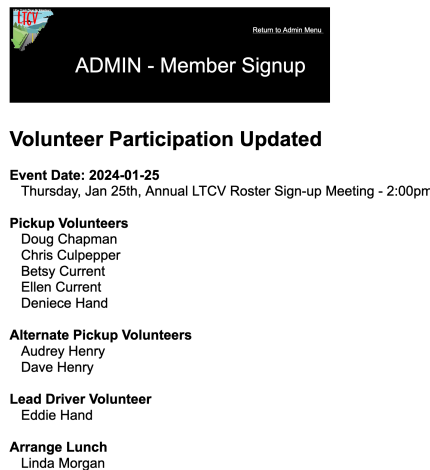 LTCV
Return to Admin Menu
ADMIN - Member Signup
Volunteer Participation Updated
Event Date: 2024-01-25
Thursday, Jan 25th, Annual LTCV Roster Sign-up Meeting - 2:00pm
Pickup Volunteers
Doug Chapman
Chris Culpepper
Betsy Current
Ellen Current
Deniece Hand
Alternate Pickup Volunteers
Audrey Henry
Dave Henry
Lead Driver Volunteer
Eddie Hand
Arrange Lunch
Linda Morgan